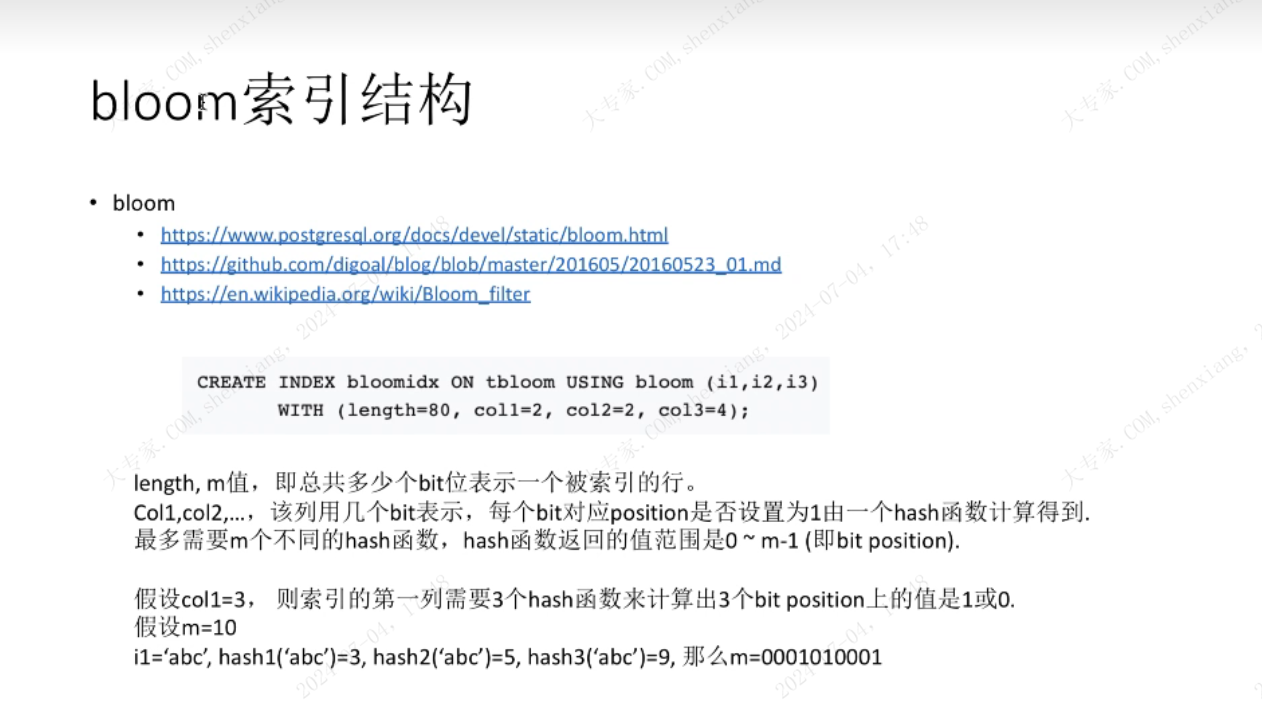 bloom索引结构
• bloom
• https://www.postgresql.org/docs/devel/static/bloom.html
• https://github.com/digoal/blog/blob/master/201605/20160523_01.md
• https://en.wikipedia.org/wiki/Bloom_filter
CREATE INDEX bloomidx ON tbloom USING bloom (i1,i2,i3)
WITH (length=80, col1=2, col2=2, col3=4);
length, m值，即总共多少个bit位表示一个被索引的行。
Col1,col2,...，该列用几个bit表示，每个bit对应position是否设置为1由一个hash函数计算得到.
最多需要m个不同的hash函数，hash函数返回的值范围是0 ~ m-1 (即bit position).
假设col1=3， 则索引的第一列需要3个hash函数来计算出3个bit position上的值是1或0.
假设m=10
i1=‘abc’, hash1(‘abc’)=3, hash2(‘abc’)=5, hash3(‘abc’)=9, 那么m=0001010001
大专家.COM, shenxiang, 2024-07-04, 17:48